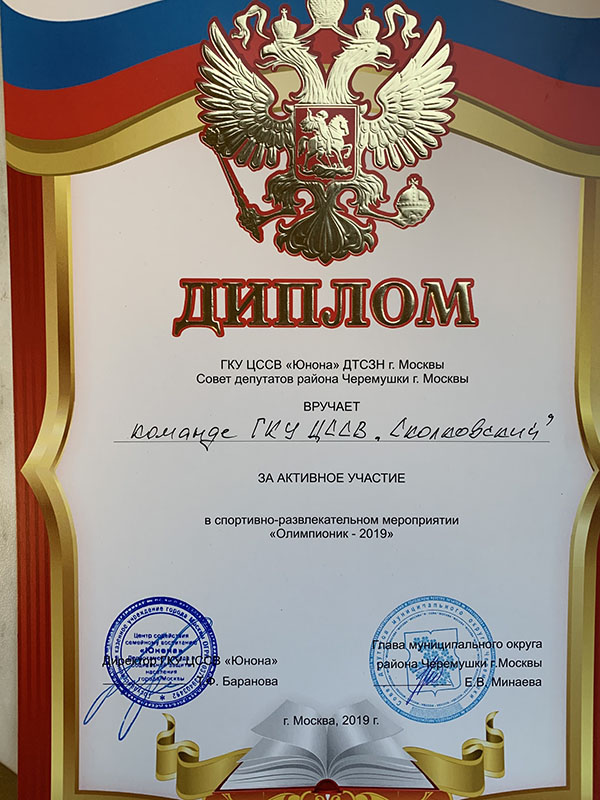 ДИПЛОМ
ГКУ ЦССВ «Юнона» ДТСЗН г. Москвы
Совет депутатов района Черемушки г. Москвы
ВРУЧАЕТ
команде ГКУ ЦССВ „Сколковский"
ЗА АКТИВНОЕ УЧАСТИЕ
в спортивно-развлекательном мероприятии
«Олимпионик - 2019»
Центр содействия
семейному воспитанию
«Юнона»
населения
города Москвы
Директор ГКУ ЦССВ «Юнона»
Ф. Баранова
Глава муниципального округа
района Черемушки г.Москвы
Е.В. Минаева
г. Москва, 2019 г.